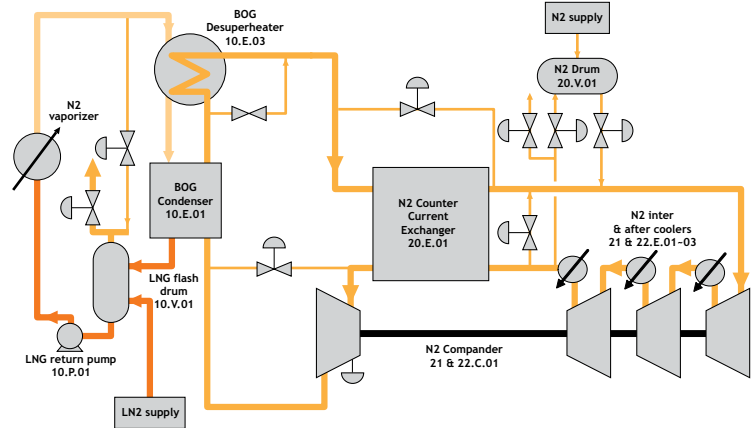 BOG
Desuperheater
10.E.03
N2 supply
N2 Drum
20.V.01
N2
vaporizer
BOG
Condenser
10.E.01
N2 Counter
Current
Exchanger
20.E.01
N2 inter
& after coolers
21 & 22.E.01-03
LNG flash
drum
10.V.01
LNG return pump
10.P.01
N2 Compander
21 & 22.C.01
LN2 supply